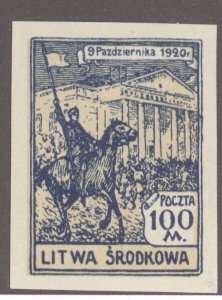 9 Października 1920 r.
POCZTA
100
M.
LITWA ŚRODKOWA